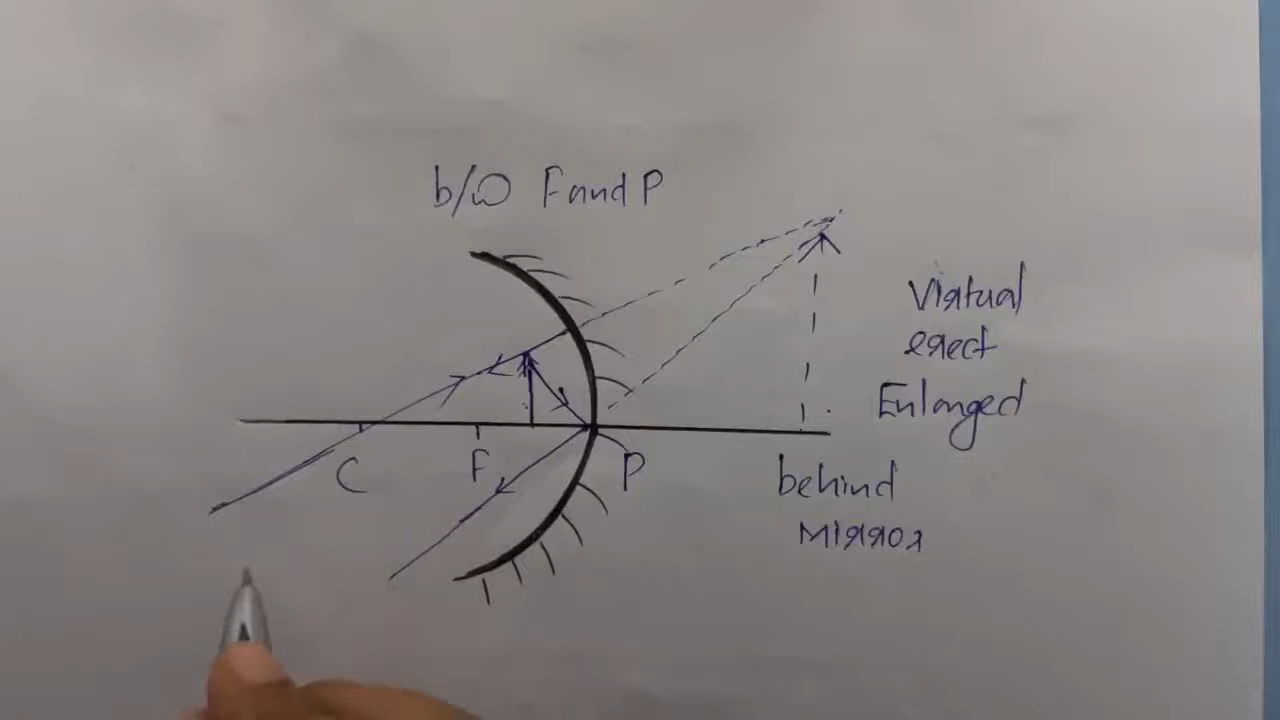 b/w F and P
Virtual
erect
Enlarged
C
F
P
behind
Mirror